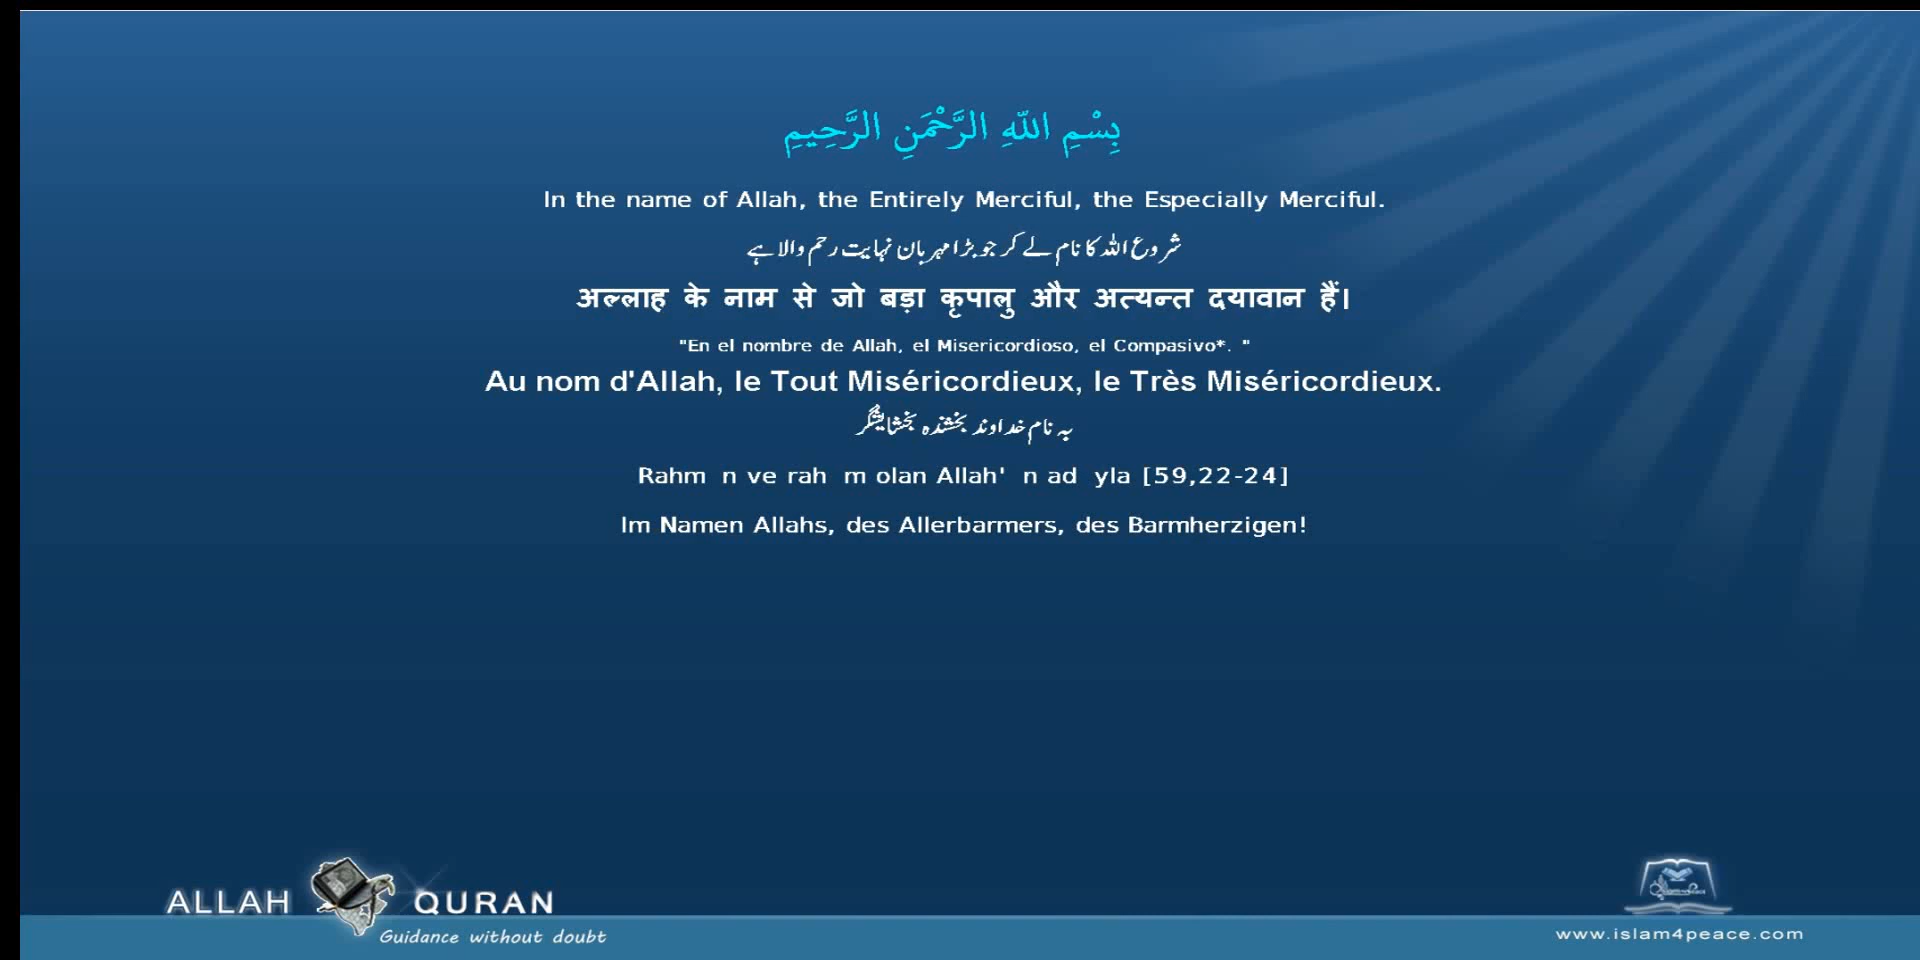 بِسْمِ اللَّهِ الرَّحْمَنِ الرَّحِيمِ
In the name of Allah, the Entirely Merciful, the Especially Merciful.
شروع الله کا نام لے کر جو بڑا مہربان نہایت رحم والا ہے
अल्लाह के नाम से जो बड़ा कृपालु और अत्यन्त दयावान हैं।
"En el nombre de Allah, el Misericordioso, el Compasivo*. "
Au nom d'Allah, le Tout Miséricordieux, le Très Miséricordieux.
به نام خداوند بخشنده بخشایشگر
Rahm n ve rah m olan Allah' n ad yla [59,22-24]
Im Namen Allahs, des Allerbarmers, des Barmherzigen!
ALLAH QURAN
Guidance without doubt
www.islam4peace.com